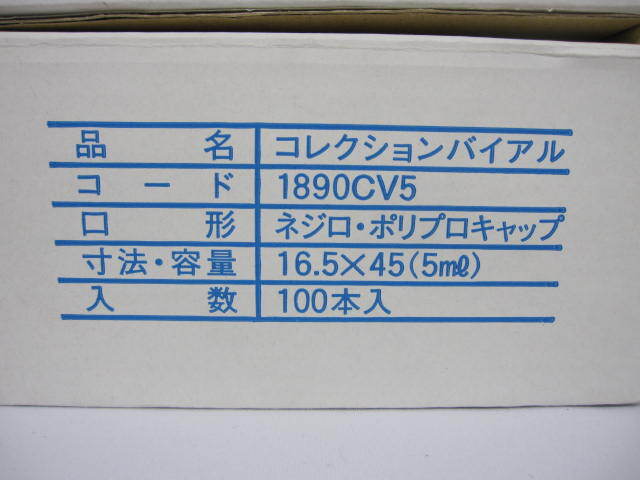 品名 コレクションバイアル
コード 1890CV5
口形 ネジロ・ポリプロキャップ
寸法・容量 16.5×45(5㎖)
入数 100本入